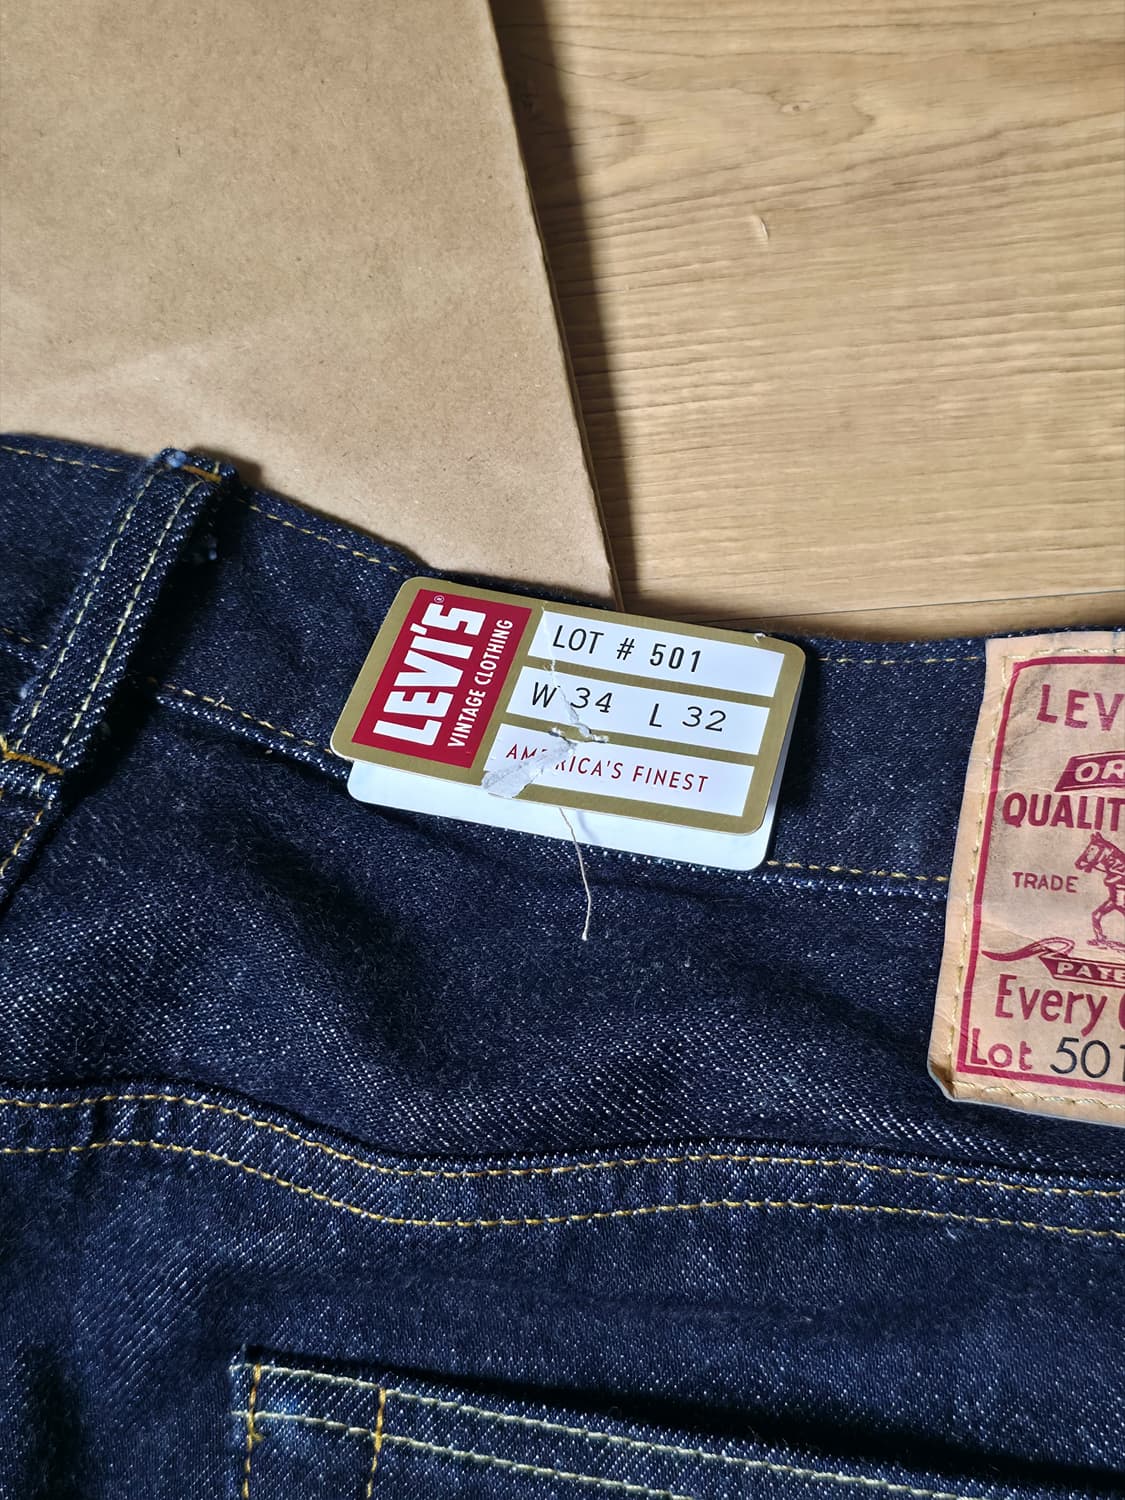 LEVI'S®
VINTAGE CLOTHING
LOT # 501
W 34 L 32
AMERICA'S FINEST
LEV
QUALIT
TRADE
Every
Lot 501